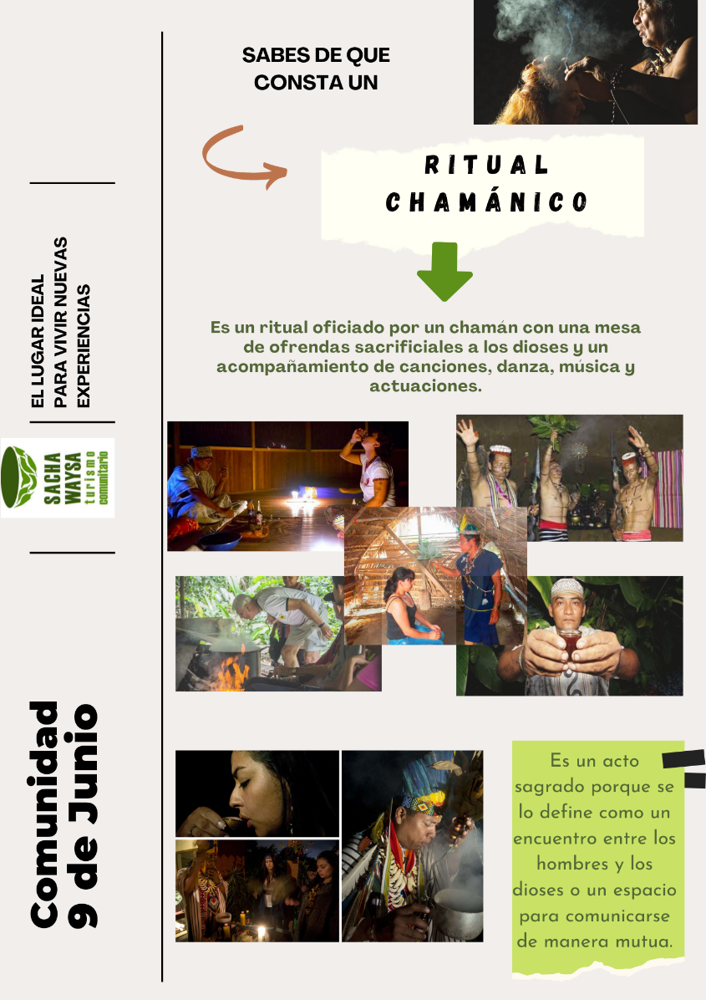 SABES DE QUE
CONSTA UN
RITUAL
CHAMÁNICO
Es un ritual oficiado por un chamán con una mesa
de ofrendas sacrificiales a los dioses y un
acompañamiento de canciones, danza, música y
actuaciones.
EL LUGAR IDEAL
PARA VIVIR NUEVAS
EXPERIENCIAS
SACHA
WAYSA
turismo
comunitario
Comunidad
9 de Junio
Es un acto
sagrado porque se
lo define como un
encuentro entre los
hombres y los
dioses o un espacio
para comunicarse
de manera mutua.